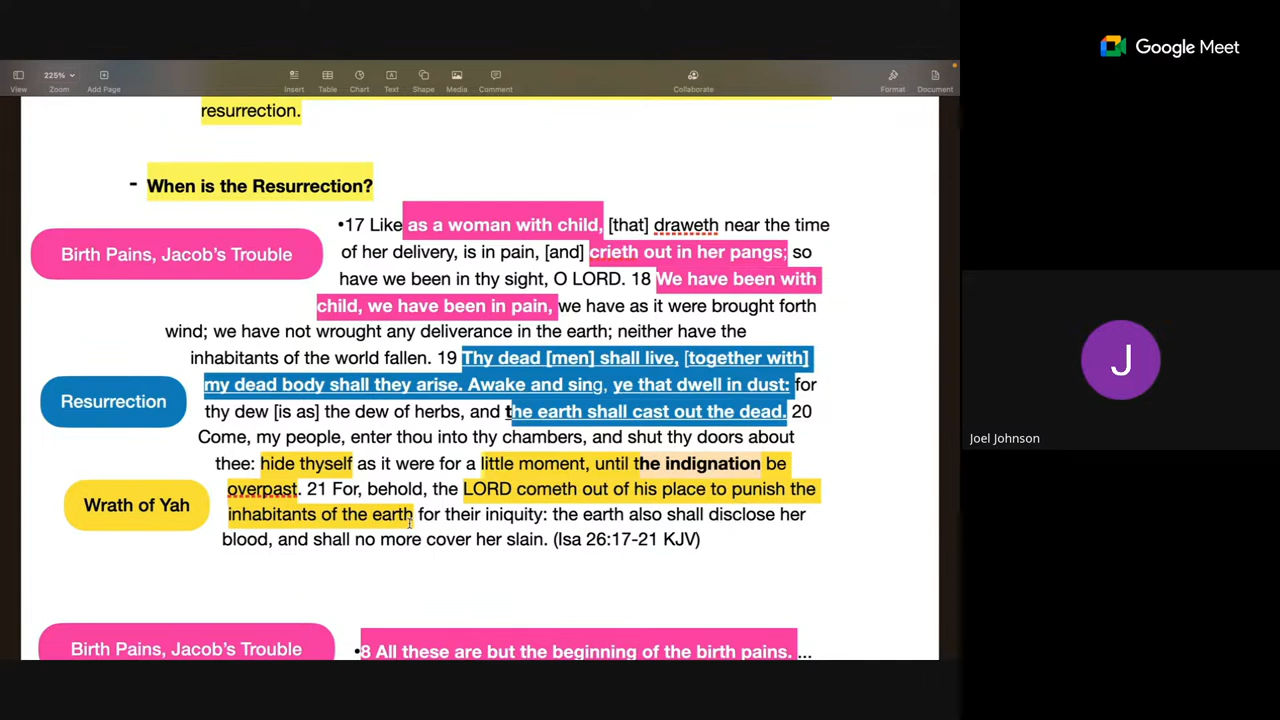 Google Meet
225%
View
Zoom
Add Page
Insert
Table
Chart
Text
Shape
Media
Comment
Collaborate
Format
Document
resurrection.
- When is the Resurrection?
Birth Pains, Jacob's Trouble
•17 Like as a woman with child, [that] draweth near the time
of her delivery, is in pain, [and] crieth out in her pangs; so
have we been in thy sight, O LORD. 18 We have been with
child, we have been in pain, we have as it were brought forth
wind; we have not wrought any deliverance in the earth; neither have the
inhabitants of the world fallen. 19 Thy dead [men] shall live, [together with]
my dead body shall they arise. Awake and sing, ye that dwell in dust: for
Resurrection
thy dew [is as] the dew of herbs, and the earth shall cast out the dead. 20
Come, my people, enter thou into thy chambers, and shut thy doors about
thee: hide thyself as it were for a little moment, until the indignation be
overpast. 21 For, behold, the LORD cometh out of his place to punish the
Wrath of Yah
inhabitants of the earth for their iniquity: the earth also shall disclose her
blood, and shall no more cover her slain. (Isa 26:17-21 KJV)
Birth Pains, Jacob's Trouble
•8 All these are but the beginning of the birth pains. ...
J
Joel Johnson